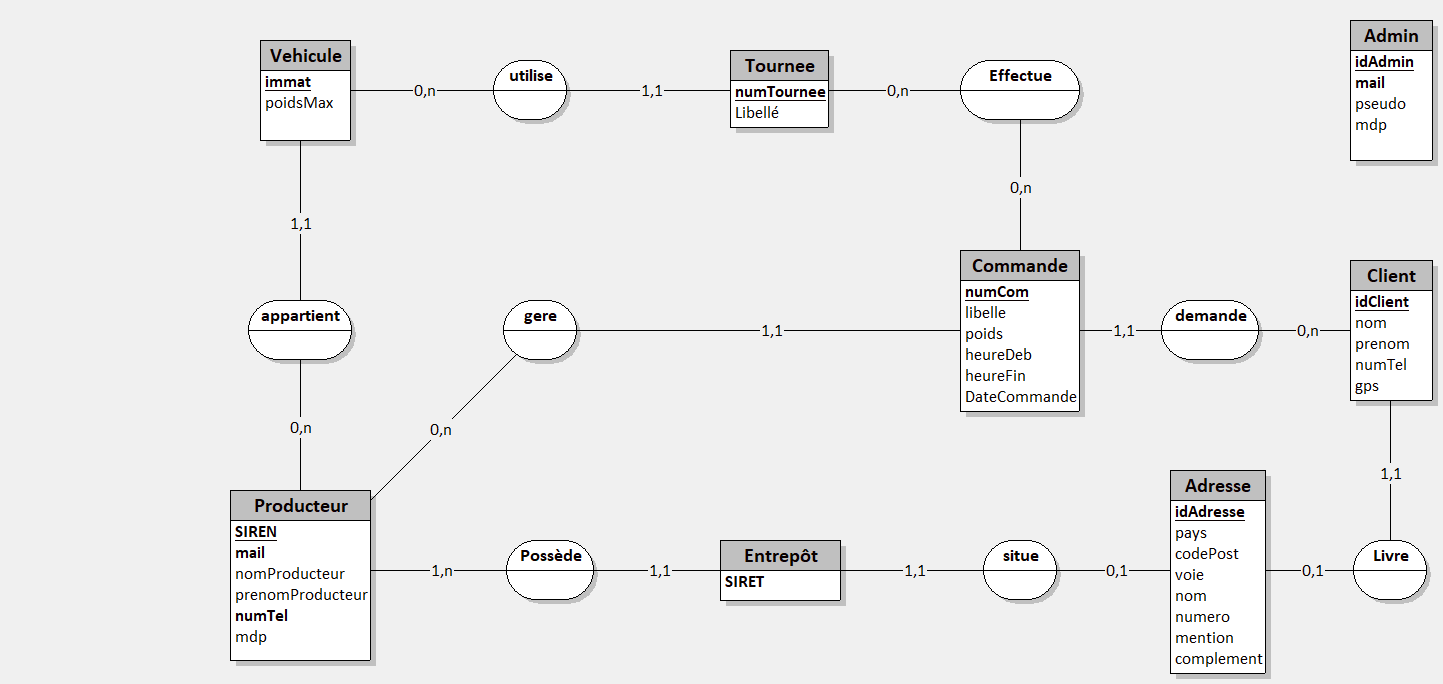 Vehicule
immat
poidsMax
0,n
utilise
1,1
Tournee
numTournee
Libellé
0,n
Effectue
Admin
idAdmin
mail
pseudo
mdp
1,1
0,n
appartient
gere
1,1
Commande
numCom
libelle
poids
heureDeb
heureFin
DateCommande
1,1
demande
0,n
Client
idClient
nom
prenom
numTel
gps
0,n
0,n
1,1
Producteur
SIREN
mail
nomProducteur
prenomProducteur
numTel
mdp
1,n
Possède
1,1
Entrepôt
SIRET
1,1
situe
0,1
Adresse
idAdresse
pays
codePost
voie
nom
numero
mention
complement
0,1
Livre